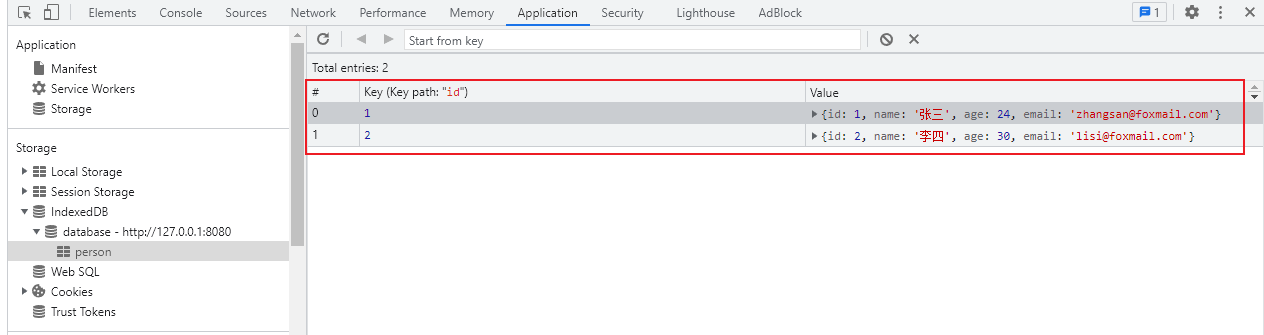 Elements Console Sources Network Performance Memory Application Security Lighthouse AdBlock 1
Application
Manifest
Service Workers
Storage
Storage
Local Storage
Session Storage
IndexedDB
database - http://127.0.0.1:8080
person
Web SQL
Cookies
Trust Tokens
Start from key
Total entries: 2
# Key (Key path: "id") Value
0 1 {id: 1, name: '张三', age: 24, email: 'zhangsan@foxmail.com'}
1 2 {id: 2, name: '李四', age: 30, email: 'lisi@foxmail.com'}